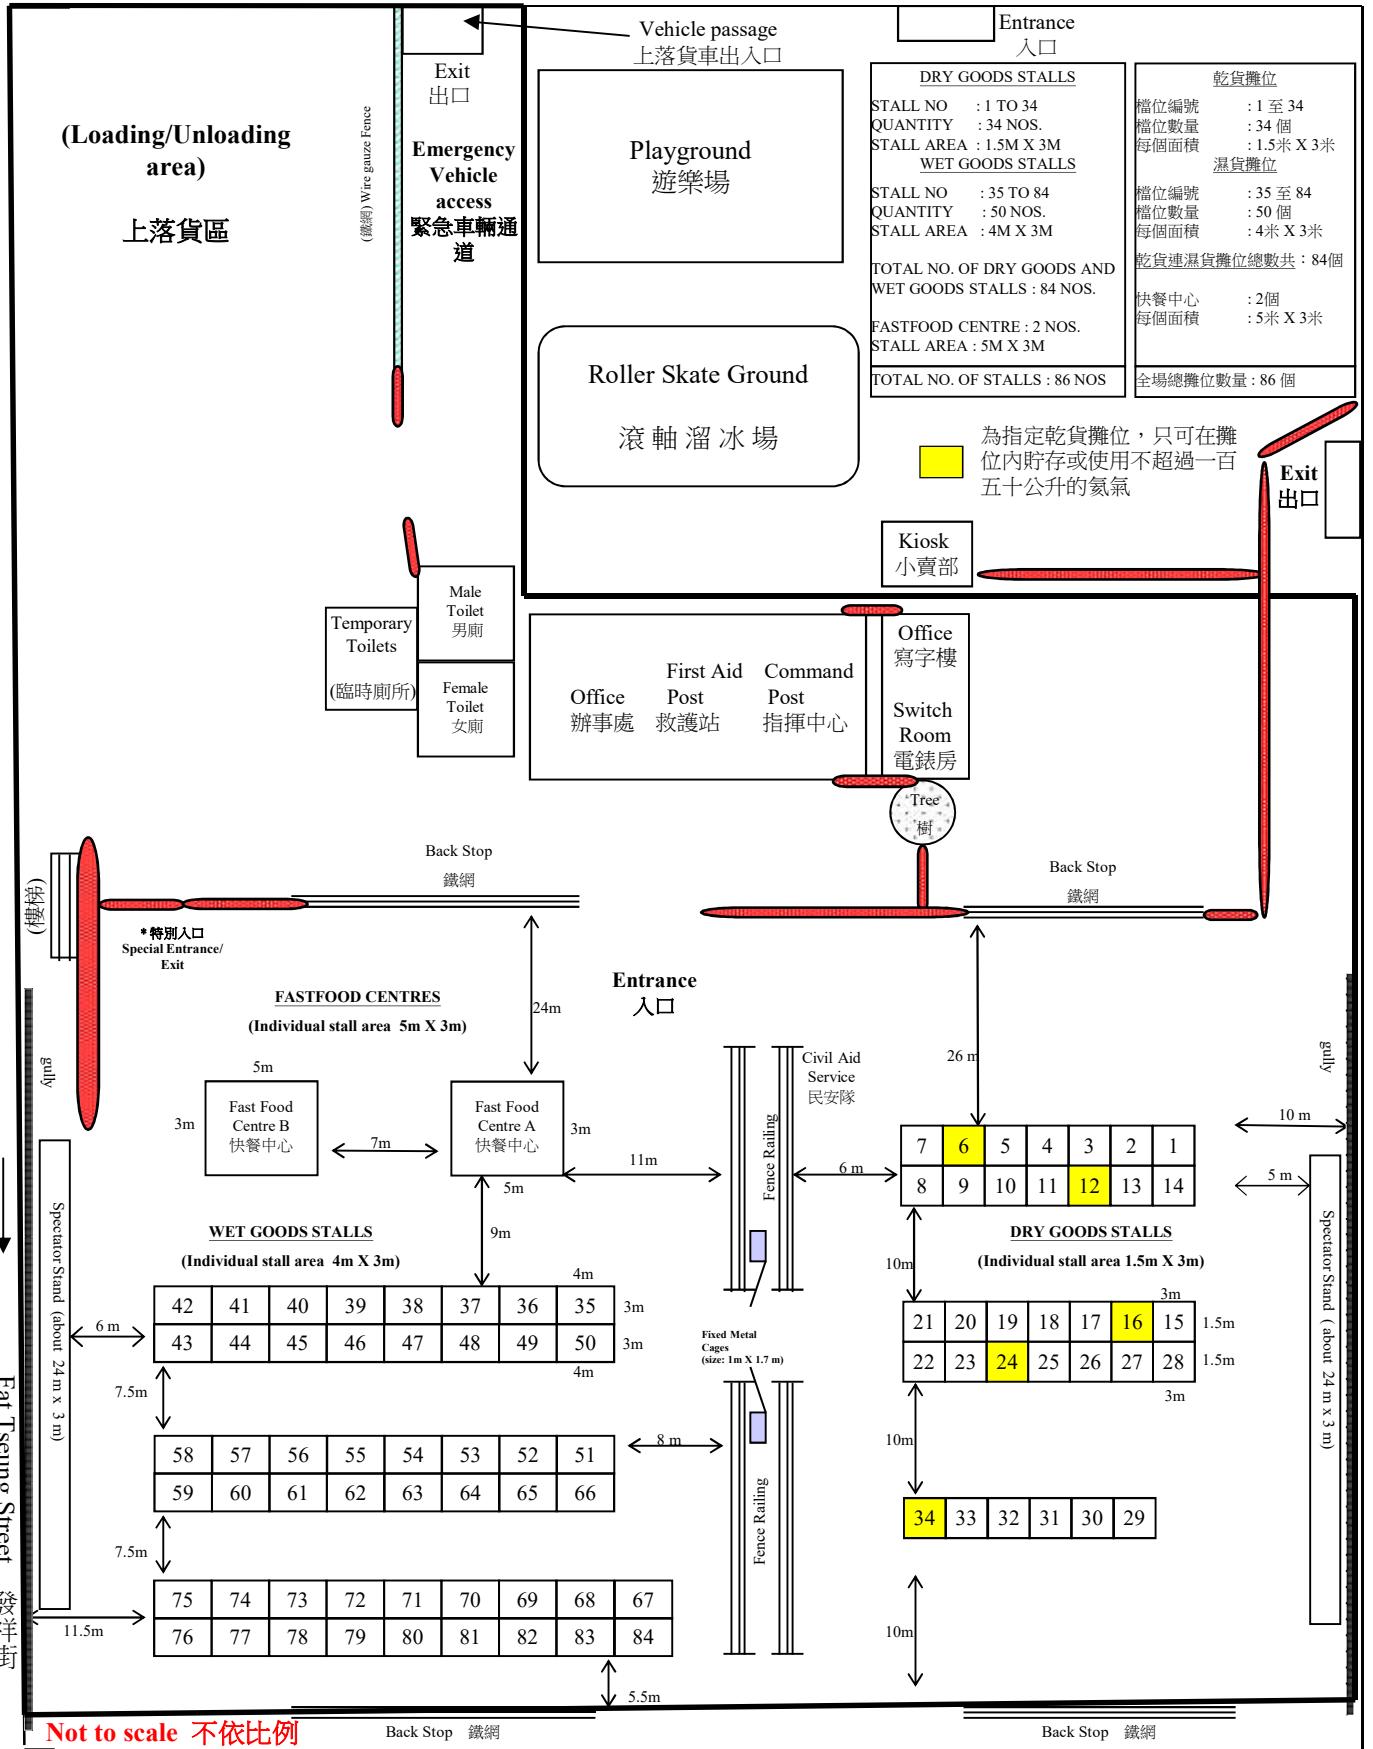 Vehicle passage
上落貨車出入口
Entrance
入口
Exit
出口
(Loading/Unloading
area)
上落貨區
(鐵網) Wire gauze Fence
Emergency
Vehicle
access
緊急車輛通
道
Playground
遊樂場
DRY GOODS STALLS
STALL NO : 1 TO 34
QUANTITY : 34 NOS.
STALL AREA : 1.5M X 3M
WET GOODS STALLS
STALL NO : 35 TO 84
QUANTITY : 50 NOS.
STALL AREA : 4M X 3M
TOTAL NO. OF DRY GOODS AND
WET GOODS STALLS : 84 NOS.
FASTFOOD CENTRE : 2 NOS.
STALL AREA : 5M X 3M
TOTAL NO. OF STALLS : 86 NOS
乾貨攤位
檔位編號 : 1 至 34
檔位數量 : 34 個
每個面積 : 1.5米 X 3米
濕貨攤位
檔位編號 : 35 至 84
檔位數量 : 50 個
每個面積 : 4米 X 3米
乾貨連濕貨攤位總數共：84個
快餐中心 : 2個
每個面積 : 5米 X 3米
全場總攤位數量 : 86 個
Roller Skate Ground
滾軸溜冰場
為指定乾貨攤位，只可在攤
位內貯存或使用不超過一百
五十公升的氦氣
Exit
出口
Kiosk
小賣部
Temporary
Toilets
(臨時廁所)
Male
Toilet
男廁
Female
Toilet
女廁
Office
辦事處
First Aid
Post
救護站
Command
Post
指揮中心
Office
寫字樓
Switch
Room
電錶房
Tree
樹
(樓梯)
Back Stop
鐵網
Back Stop
鐵網
*特別入口
Special Entrance/
Exit
Entrance
入口
FASTFOOD CENTRES
(Individual stall area 5m X 3m)
24m
26 m
gully
gully
5m
3m
Fast Food
Centre B
快餐中心
7m
Fast Food
Centre A
快餐中心
3m
5m
11m
Civil Aid
Service
民安隊
Fence Railing
6 m
10 m
5 m
7 6 5 4 3 2 1
8 9 10 11 12 13 14
9m
10m
WET GOODS STALLS
(Individual stall area 4m X 3m)
DRY GOODS STALLS
(Individual stall area 1.5m X 3m)
Spectator Stand (about 24 m x 3 m)
Spectator Stand ( about 24 m x 3 m)
6 m
4m
42 41 40 39 38 37 36 35
3m
43 44 45 46 47 48 49 50
3m
4m
3m
21 20 19 18 17 16 15
1.5m
22 23 24 25 26 27 28
1.5m
3m
Fixed Metal
Cages
(size: 1m X 1.7 m)
7.5m
58 57 56 55 54 53 52 51
59 60 61 62 63 64 65 66
8 m
10m
Fence Railing
34 33 32 31 30 29
7.5m
75 74 73 72 71 70 69 68 67
76 77 78 79 80 81 82 83 84
11.5m
10m
5.5m
Fat Tseung Street 發祥街
Not to scale 不依比例
Back Stop 鐵網
Back Stop 鐵網